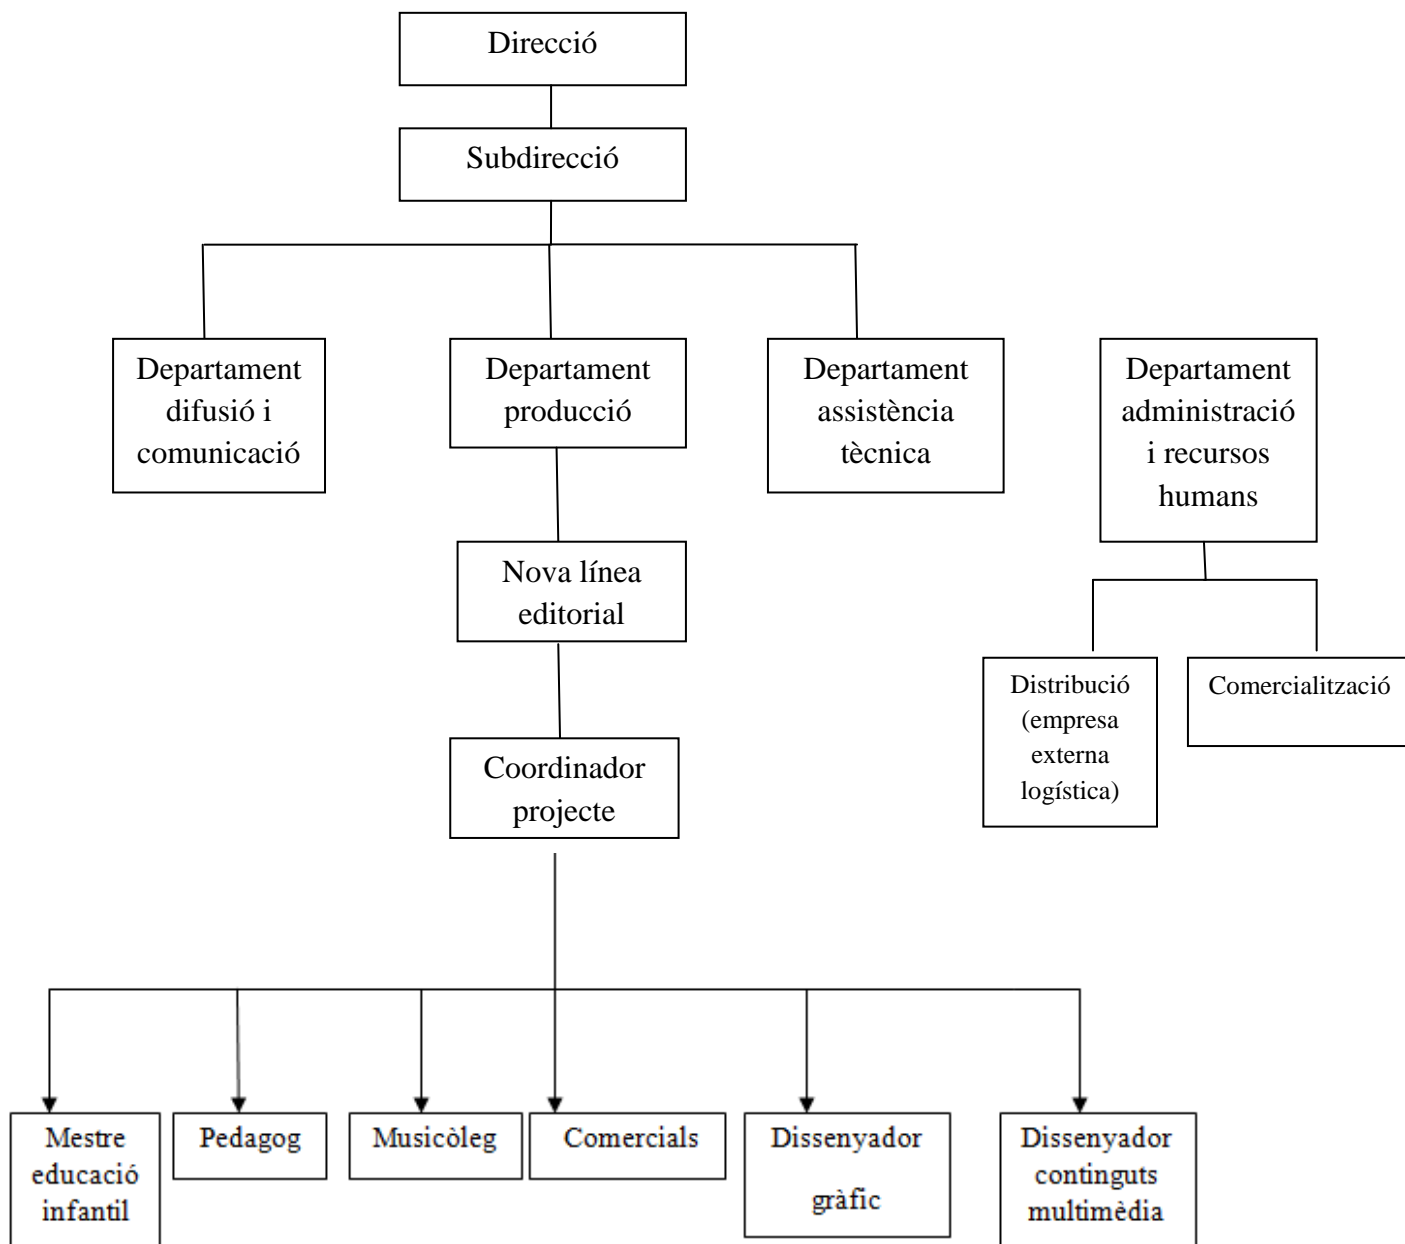 Direcció
Subdirecció
Departament
difusió i
comunicació
Departament
producció
Departament
assistència
tècnica
Departament
administració
i recursos
humans
Nova línea
editorial
Distribució
(empresa
externa
logística)
Comercialització
Coordinador
projecte
Mestre
educació
infantil
Pedagog
Musicòleg
Comercials
Dissenyador
gràfic
Dissenyador
continguts
multimèdia